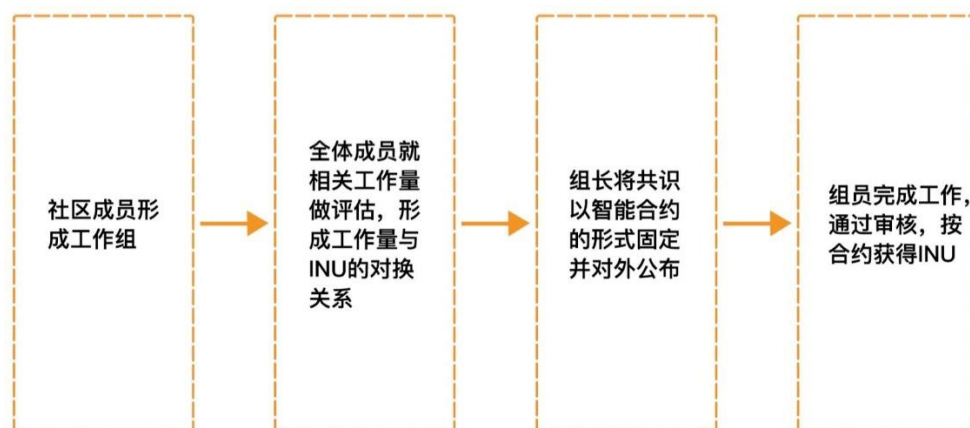 社区成员形
成工作组
全体成员就
相关工作量
做评估，形
成工作量与
INU的对换
关系
组长将共识
以智能合约
的形式固定
并对外公布
组员完成工作，
通过审核，按
合约获得INU